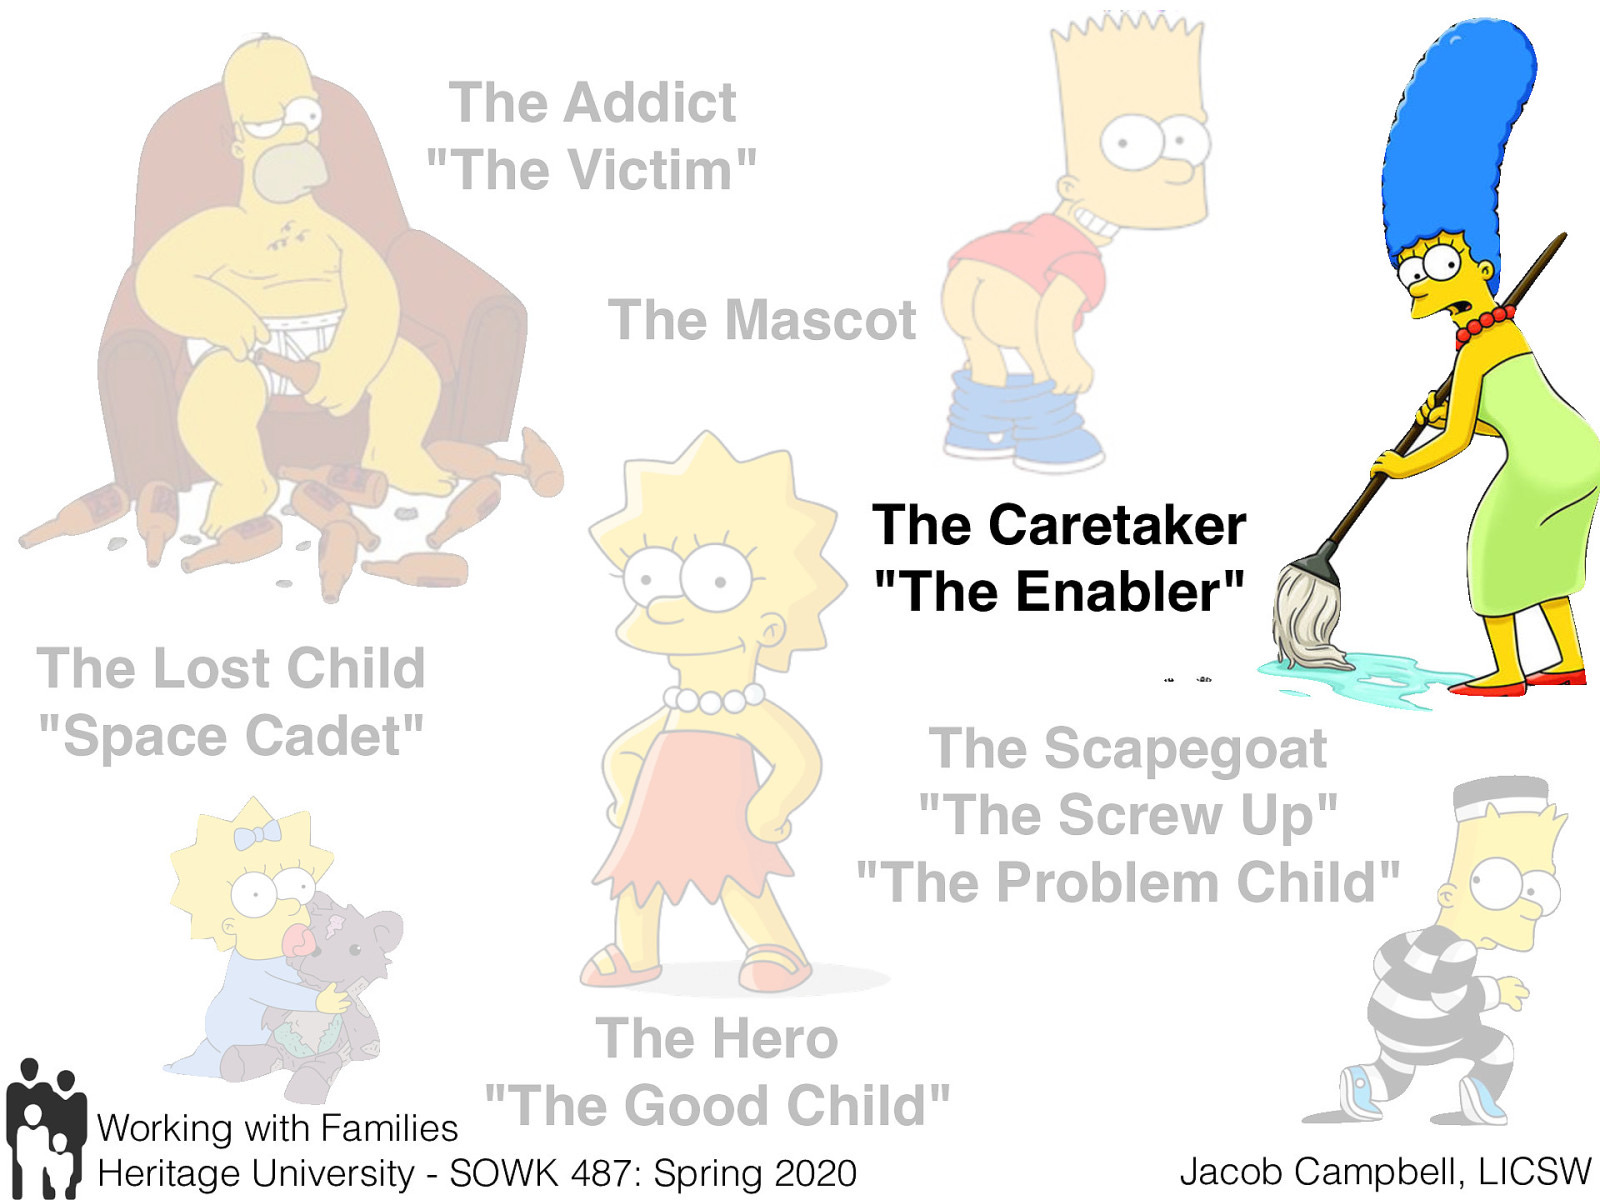 The Addict
"The Victim"
The Mascot
The Caretaker
"The Enabler"
The Lost Child
"Space Cadet"
The Scapegoat
"The Screw Up"
"The Problem Child"
The Hero
"The Good Child"
Working with Families
Heritage University - SOWK 487: Spring 2020
Jacob Campbell, LICSW